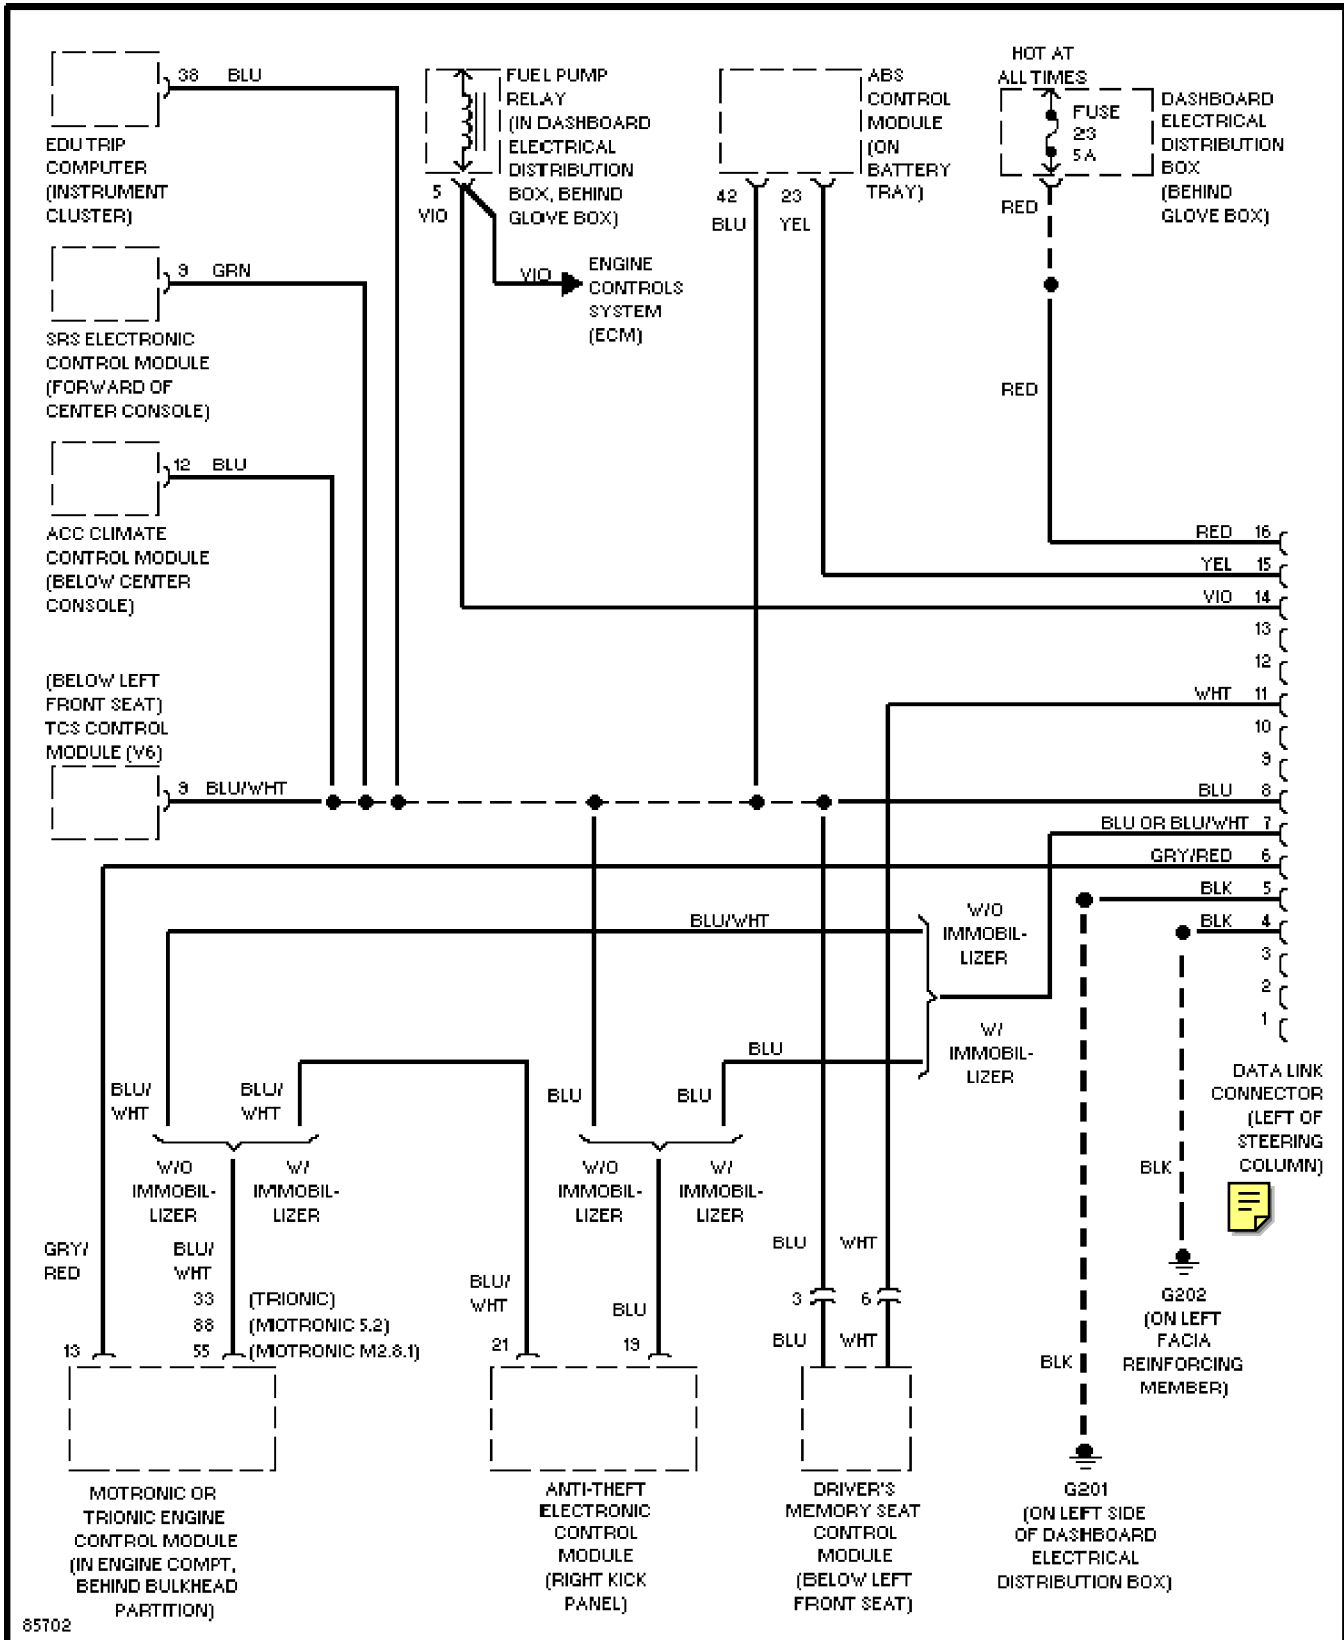 38 BLU
EDU TRIP
COMPUTER
(INSTRUMENT
CLUSTER)
9 GRN
SRS ELECTRONIC
CONTROL MODULE
(FORWARD OF
CENTER CONSOLE)
12 BLU
ACC CLIMATE
CONTROL MODULE
(BELOW CENTER
CONSOLE)
(BELOW LEFT
FRONT SEAT)
TCS CONTROL
MODULE (V6)
9 BLU/WHT
FUEL PUMP
RELAY
(IN DASHBOARD
ELECTRICAL
DISTRIBUTION
BOX, BEHIND
GLOVE BOX)
5
VIO
VIO
ENGINE
CONTROLS
SYSTEM
(ECM)
ABS
CONTROL
MODULE
(ON
BATTERY
TRAY)
42 23
BLU YEL
HOT AT
ALL TIMES
FUSE
23
5A
DASHBOARD
ELECTRICAL
DISTRIBUTION
BOX
(BEHIND
GLOVE BOX)
RED
RED
RED 16
YEL 15
VIO 14
13
12
WHT 11
10
9
BLU 8
BLU OR BLU/WHT 7
GRY/RED 6
BLK 5
BLK 4
3
2
1
DATA LINK
CONNECTOR
(LEFT OF
STEERING
COLUMN)
BLU/WHT
W/O
IMMOBIL-
LIZER
W/
IMMOBIL-
LIZER
BLU
BLU/
WHT
BLU/
WHT
BLU
BLU
W/O
IMMOBIL-
LIZER
W/
IMMOBIL-
LIZER
W/O
IMMOBIL-
LIZER
W/
IMMOBIL-
LIZER
GRY/
RED
BLU/
WHT
33 (TRIONIC)
88 (MOTRONIC 5.2)
55 (MOTRONIC M2.8.1)
13
BLU/
WHT
21
BLU
19
BLU WHT
3 6
BLU WHT
BLK
G202
(ON LEFT
FACIA
REINFORCING
MEMBER)
BLK
G201
(ON LEFT SIDE
OF DASHBOARD
ELECTRICAL
DISTRIBUTION BOX)
MOTRONIC OR
TRIONIC ENGINE
CONTROL MODULE
(IN ENGINE COMPT,
BEHIND BULKHEAD
PARTITION)
ANTI-THEFT
ELECTRONIC
CONTROL
MODULE
(RIGHT KICK
PANEL)
DRIVER'S
MEMORY SEAT
CONTROL
MODULE
(BELOW LEFT
FRONT SEAT)
85702